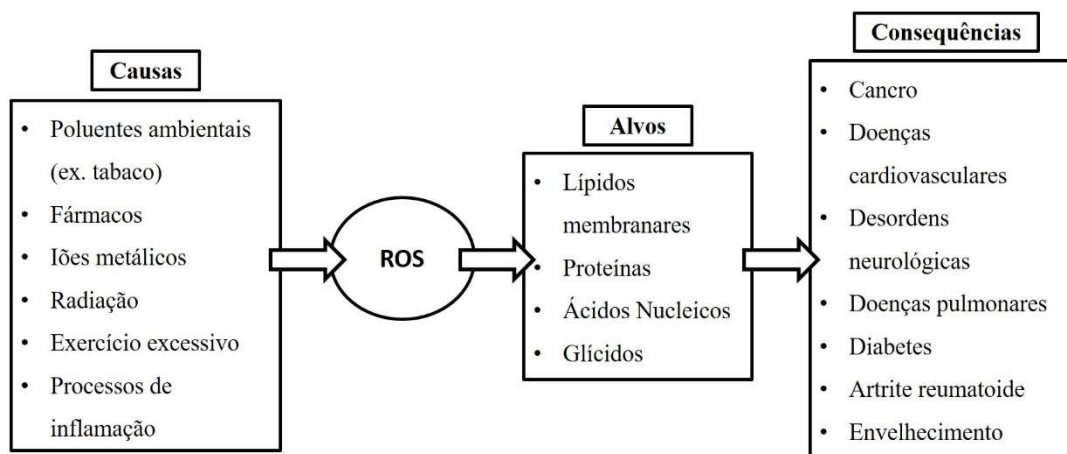 Causas
• Poluentes ambientais
(ex. tabaco)
• Fármacos
• Iões metálicos
• Radiação
• Exercício excessivo
• Processos de
inflamação
ROS
Alvos
• Lípidos
membranares
• Proteínas
• Ácidos Nucleicos
• Glícidos
Consequências
• Cancro
• Doenças
cardiovasculares
• Desordens
neurológicas
• Doenças pulmonares
• Diabetes
• Artrite reumatoide
• Envelhecimento